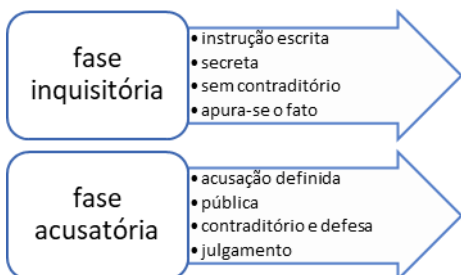 fase
inquisitória
• instrução escrita
• secreta
• sem contraditório
• apura-se o fato
fase
acusatória
• acusação definida
• pública
• contraditório e defesa
• julgamento